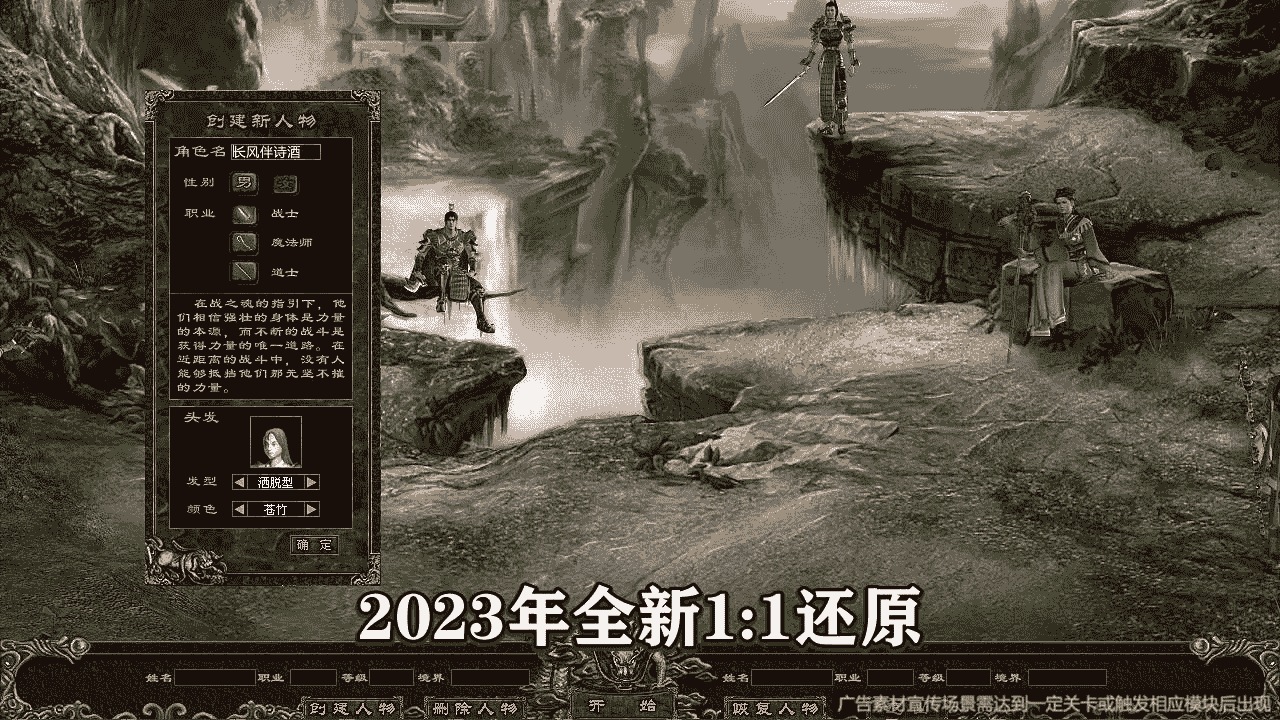 创建新人物
角色名 长风伴诗酒
性别 男 女
职业 战士
魔法师
道士
在战之魂的指引下，他
们相信强壮的身体是力量
的本源，而不断的战斗是
获得力量的唯一道路。在
近距离的战斗中，没有人
能够抵挡他们那无坚不摧
的力量。
头发
发型 洒脱型
颜色 苍竹
确 定
2023年全新1:1还原
姓名 职业 等级 境界 姓名 职业 等级 境界
创建人物 删除人物 开 始 恢复人物
广告素材宣传场景需达到一定关卡或触发相应模块后出现